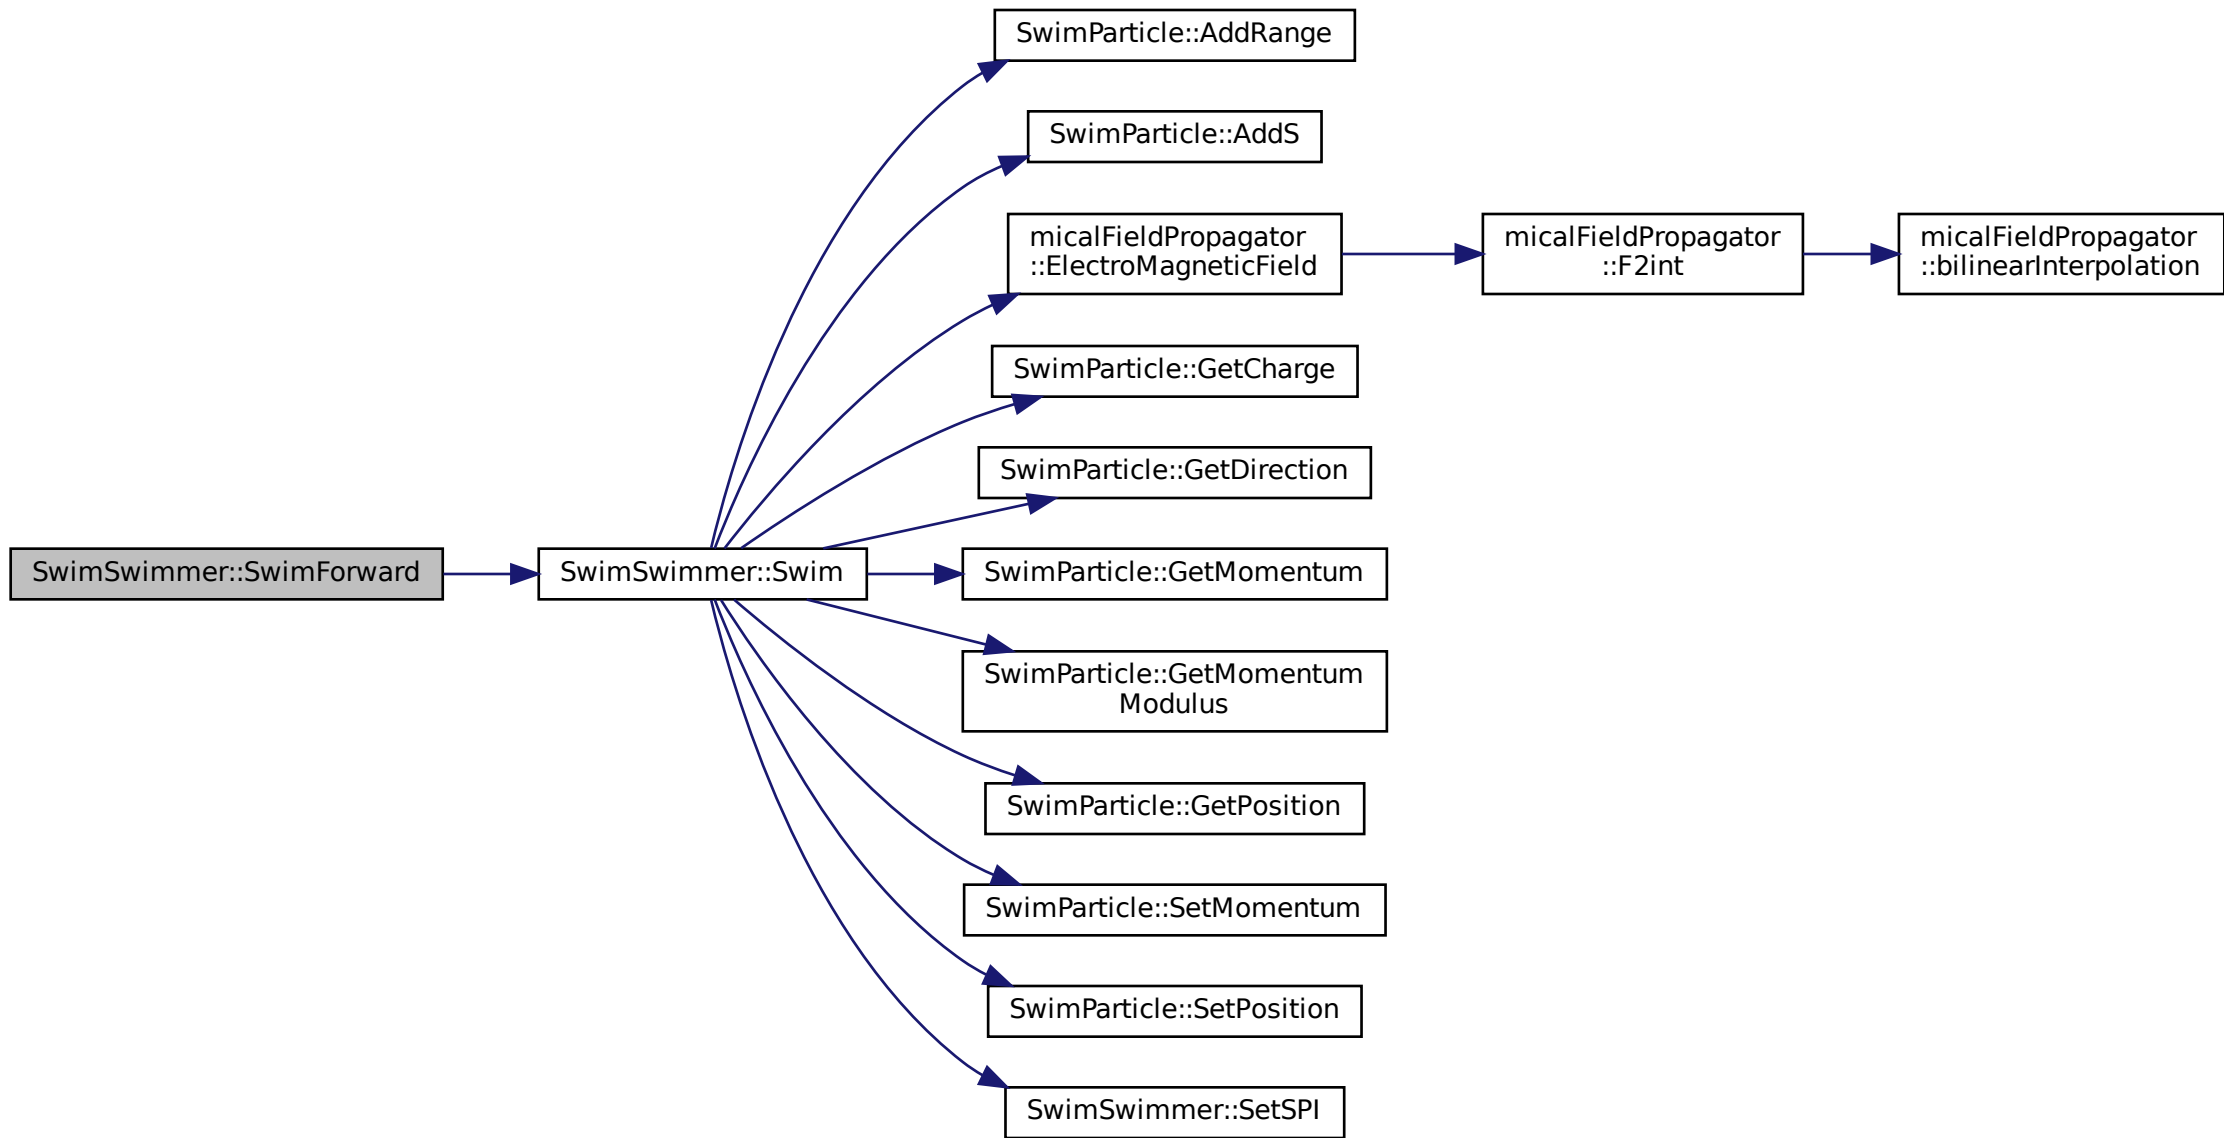 SwimParticle::AddRange
SwimParticle::AddS
micalFieldPropagator
::ElectroMagneticField
micalFieldPropagator
::F2int
micalFieldPropagator
::bilinearInterpolation
SwimParticle::GetCharge
SwimParticle::GetDirection
SwimSwimmer::SwimForward
SwimSwimmer::Swim
SwimParticle::GetMomentum
SwimParticle::GetMomentum
Modulus
SwimParticle::GetPosition
SwimParticle::SetMomentum
SwimParticle::SetPosition
SwimSwimmer::SetSPI